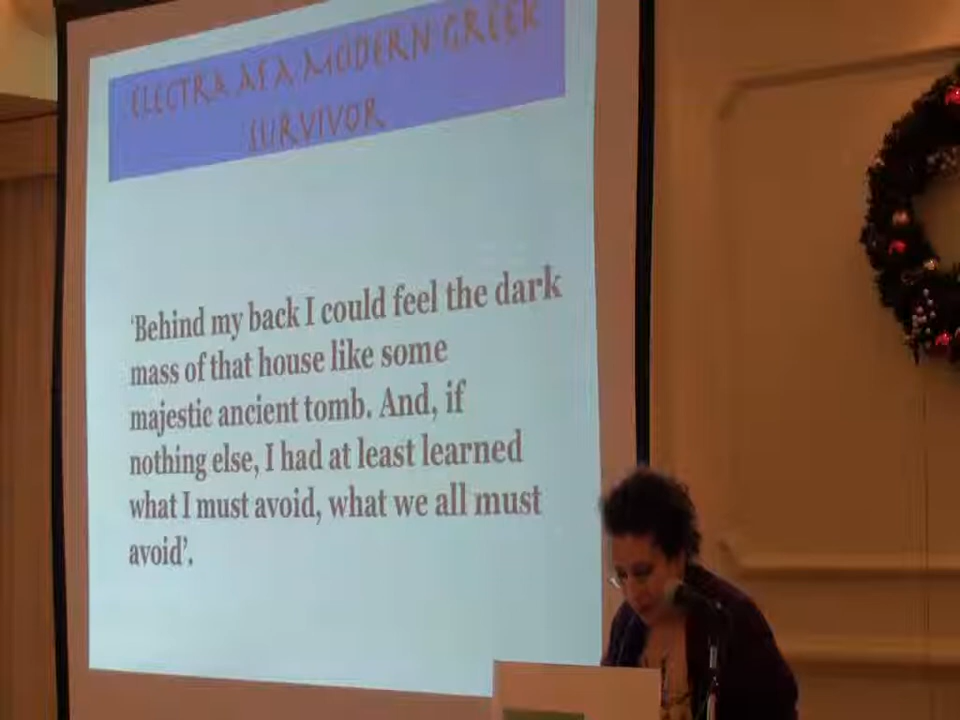 ELECTRA AS A MODERN GREEK
SURVIVOR
'Behind my back I could feel the dark
mass of that house like some
majestic ancient tomb. And, if
nothing else, I had at least learned
what I must avoid, what we all must
avoid'.